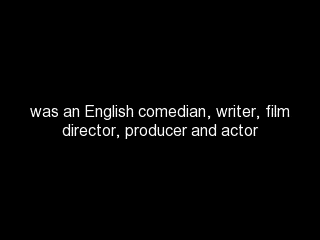 was an English comedian, writer, film
director, producer and actor